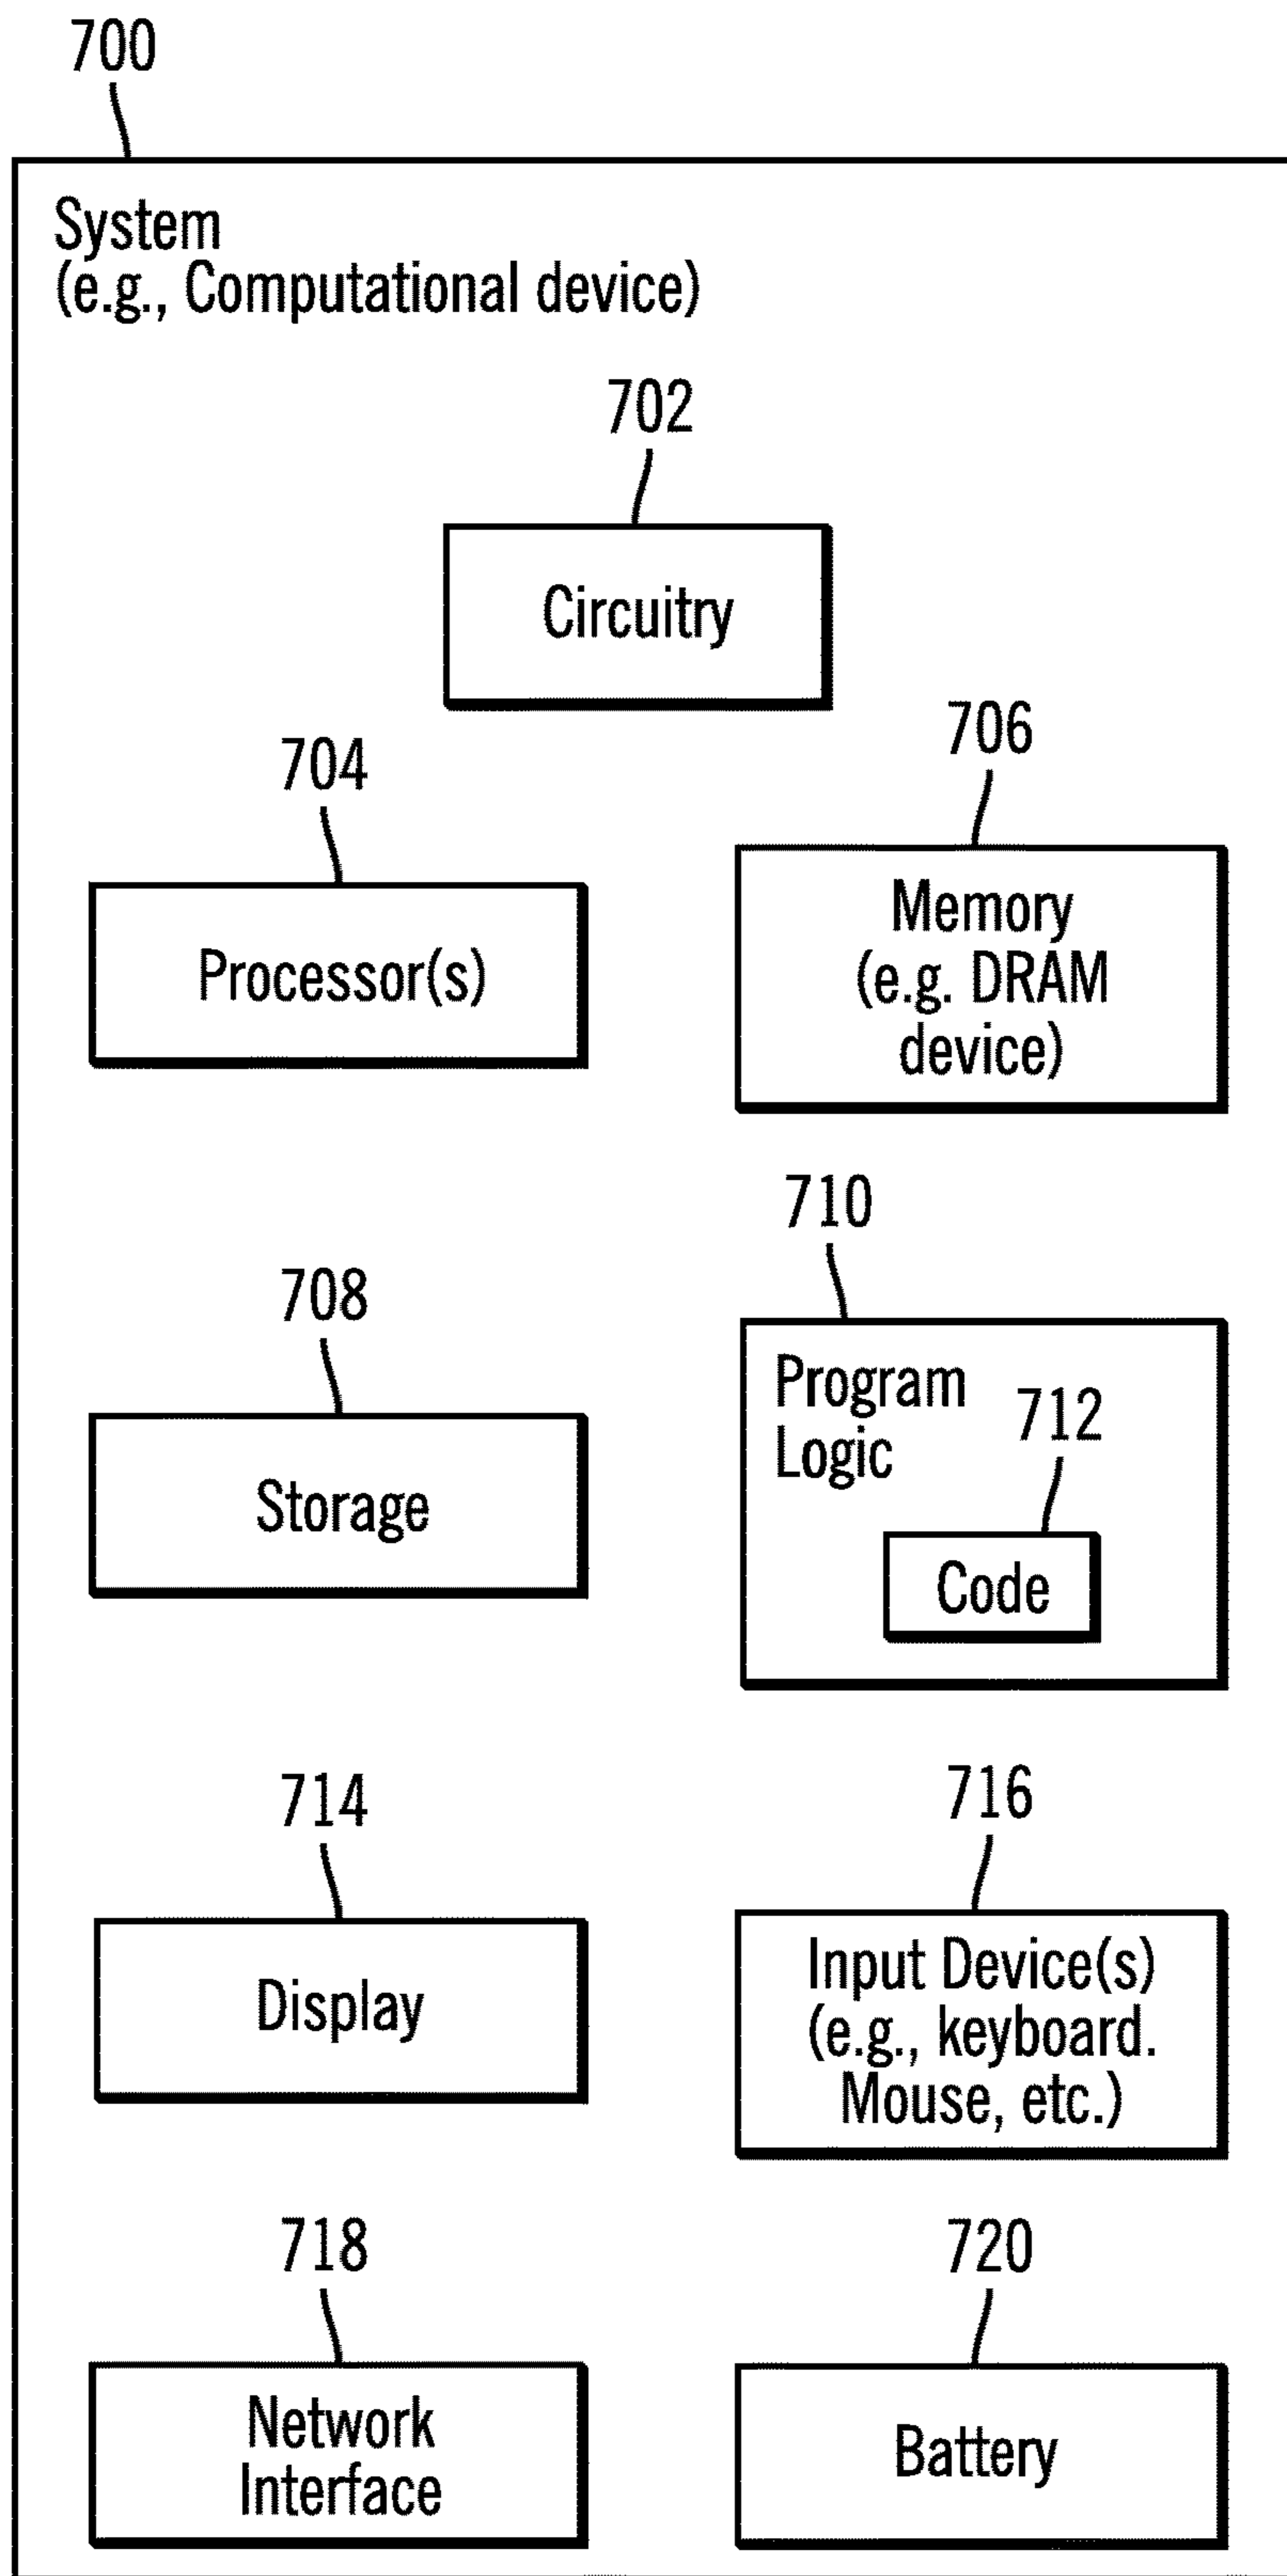 700
System
(e.g., Computational device)
702
Circuitry
704
Processor(s)
706
Memory
(e.g. DRAM
device)
708
Storage
710
Program
Logic
712
Code
714
Display
716
Input Device(s)
(e.g., keyboard.
Mouse, etc.)
718
Network
Interface
720
Battery